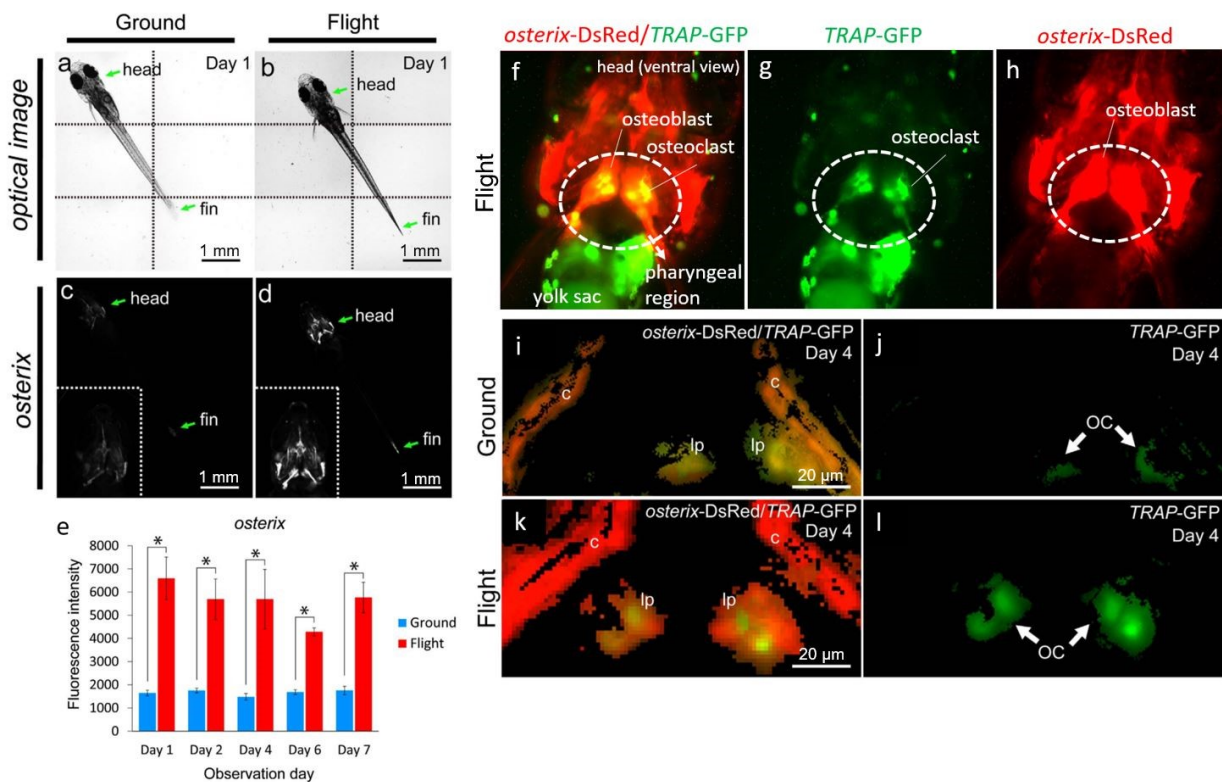 Ground
Flight
optical image
a
head
Day 1
fin
1 mm
b
head
Day 1
fin
1 mm
osterix
c
head
fin
1 mm
d
head
fin
1 mm
e
osterix
Fluorescence intensity
8000
7000
6000
5000
4000
3000
2000
1000
0
*
*
*
*
*
Ground
Flight
Day 1
Day 2
Day 4
Day 6
Day 7
Observation day
osterix-DsRed/TRAP-GFP
TRAP-GFP
osterix-DsRed
Flight
f
head (ventral view)
osteoblast
osteoclast
pharyngeal
region
yolk sac
g
osteoclast
h
osteoblast
Ground
i
osterix-DsRed/TRAP-GFP
Day 4
c
c
lp
lp
20 µm
j
TRAP-GFP
Day 4
OC
Flight
k
osterix-DsRed/TRAP-GFP
Day 4
c
c
lp
lp
20 µm
l
TRAP-GFP
Day 4
OC